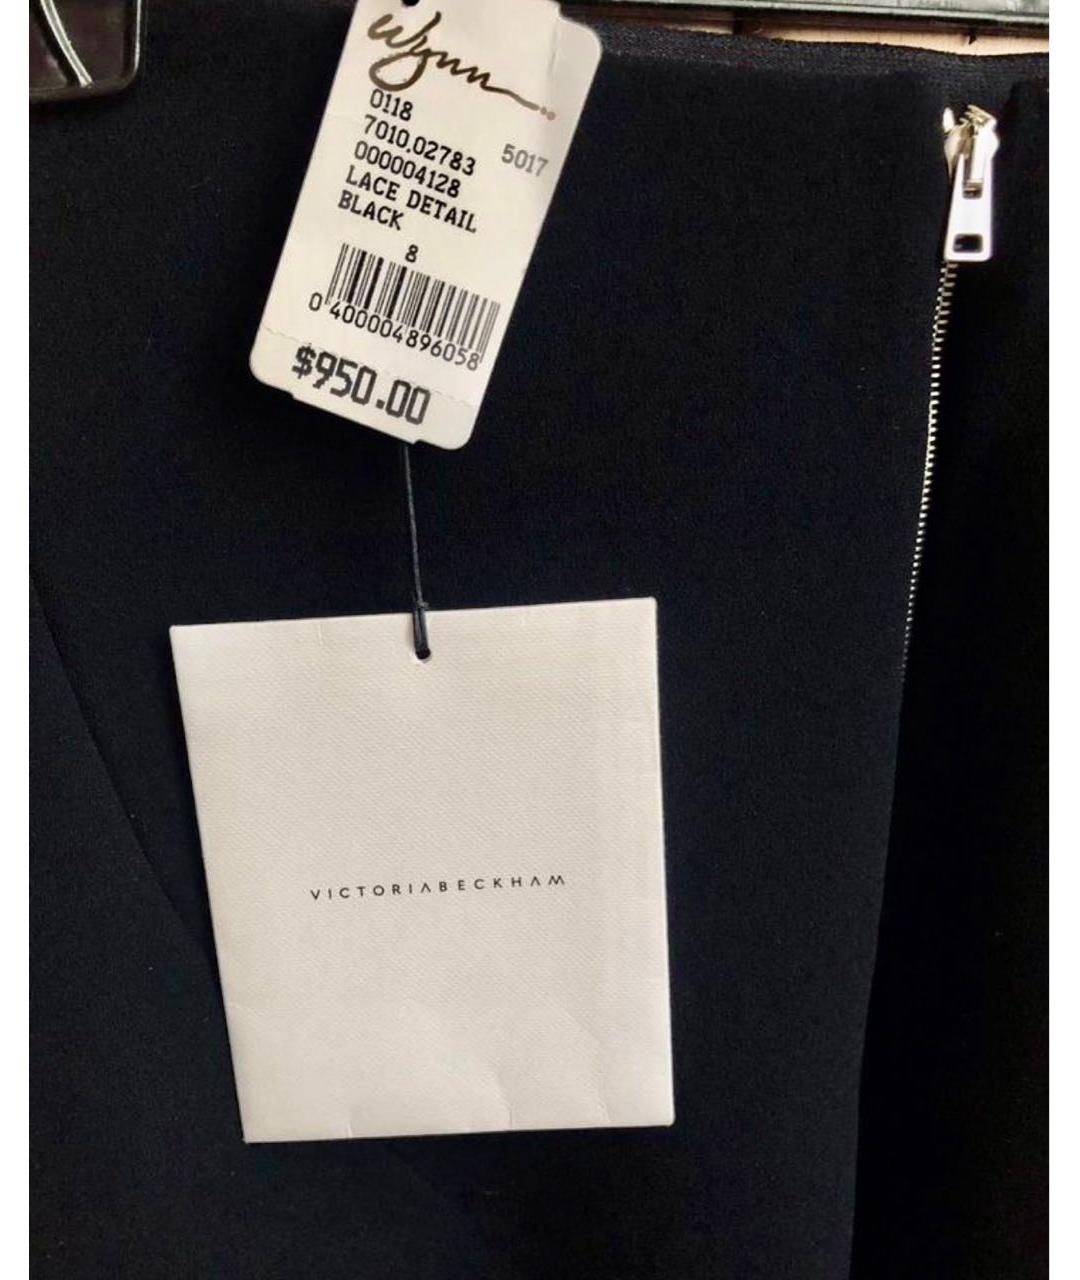 Wynn
0118
7010.02783 5017
000004128
LACE DETAIL
BLACK
8
0 400004896058
$950.00
VICTORIABECKHAM